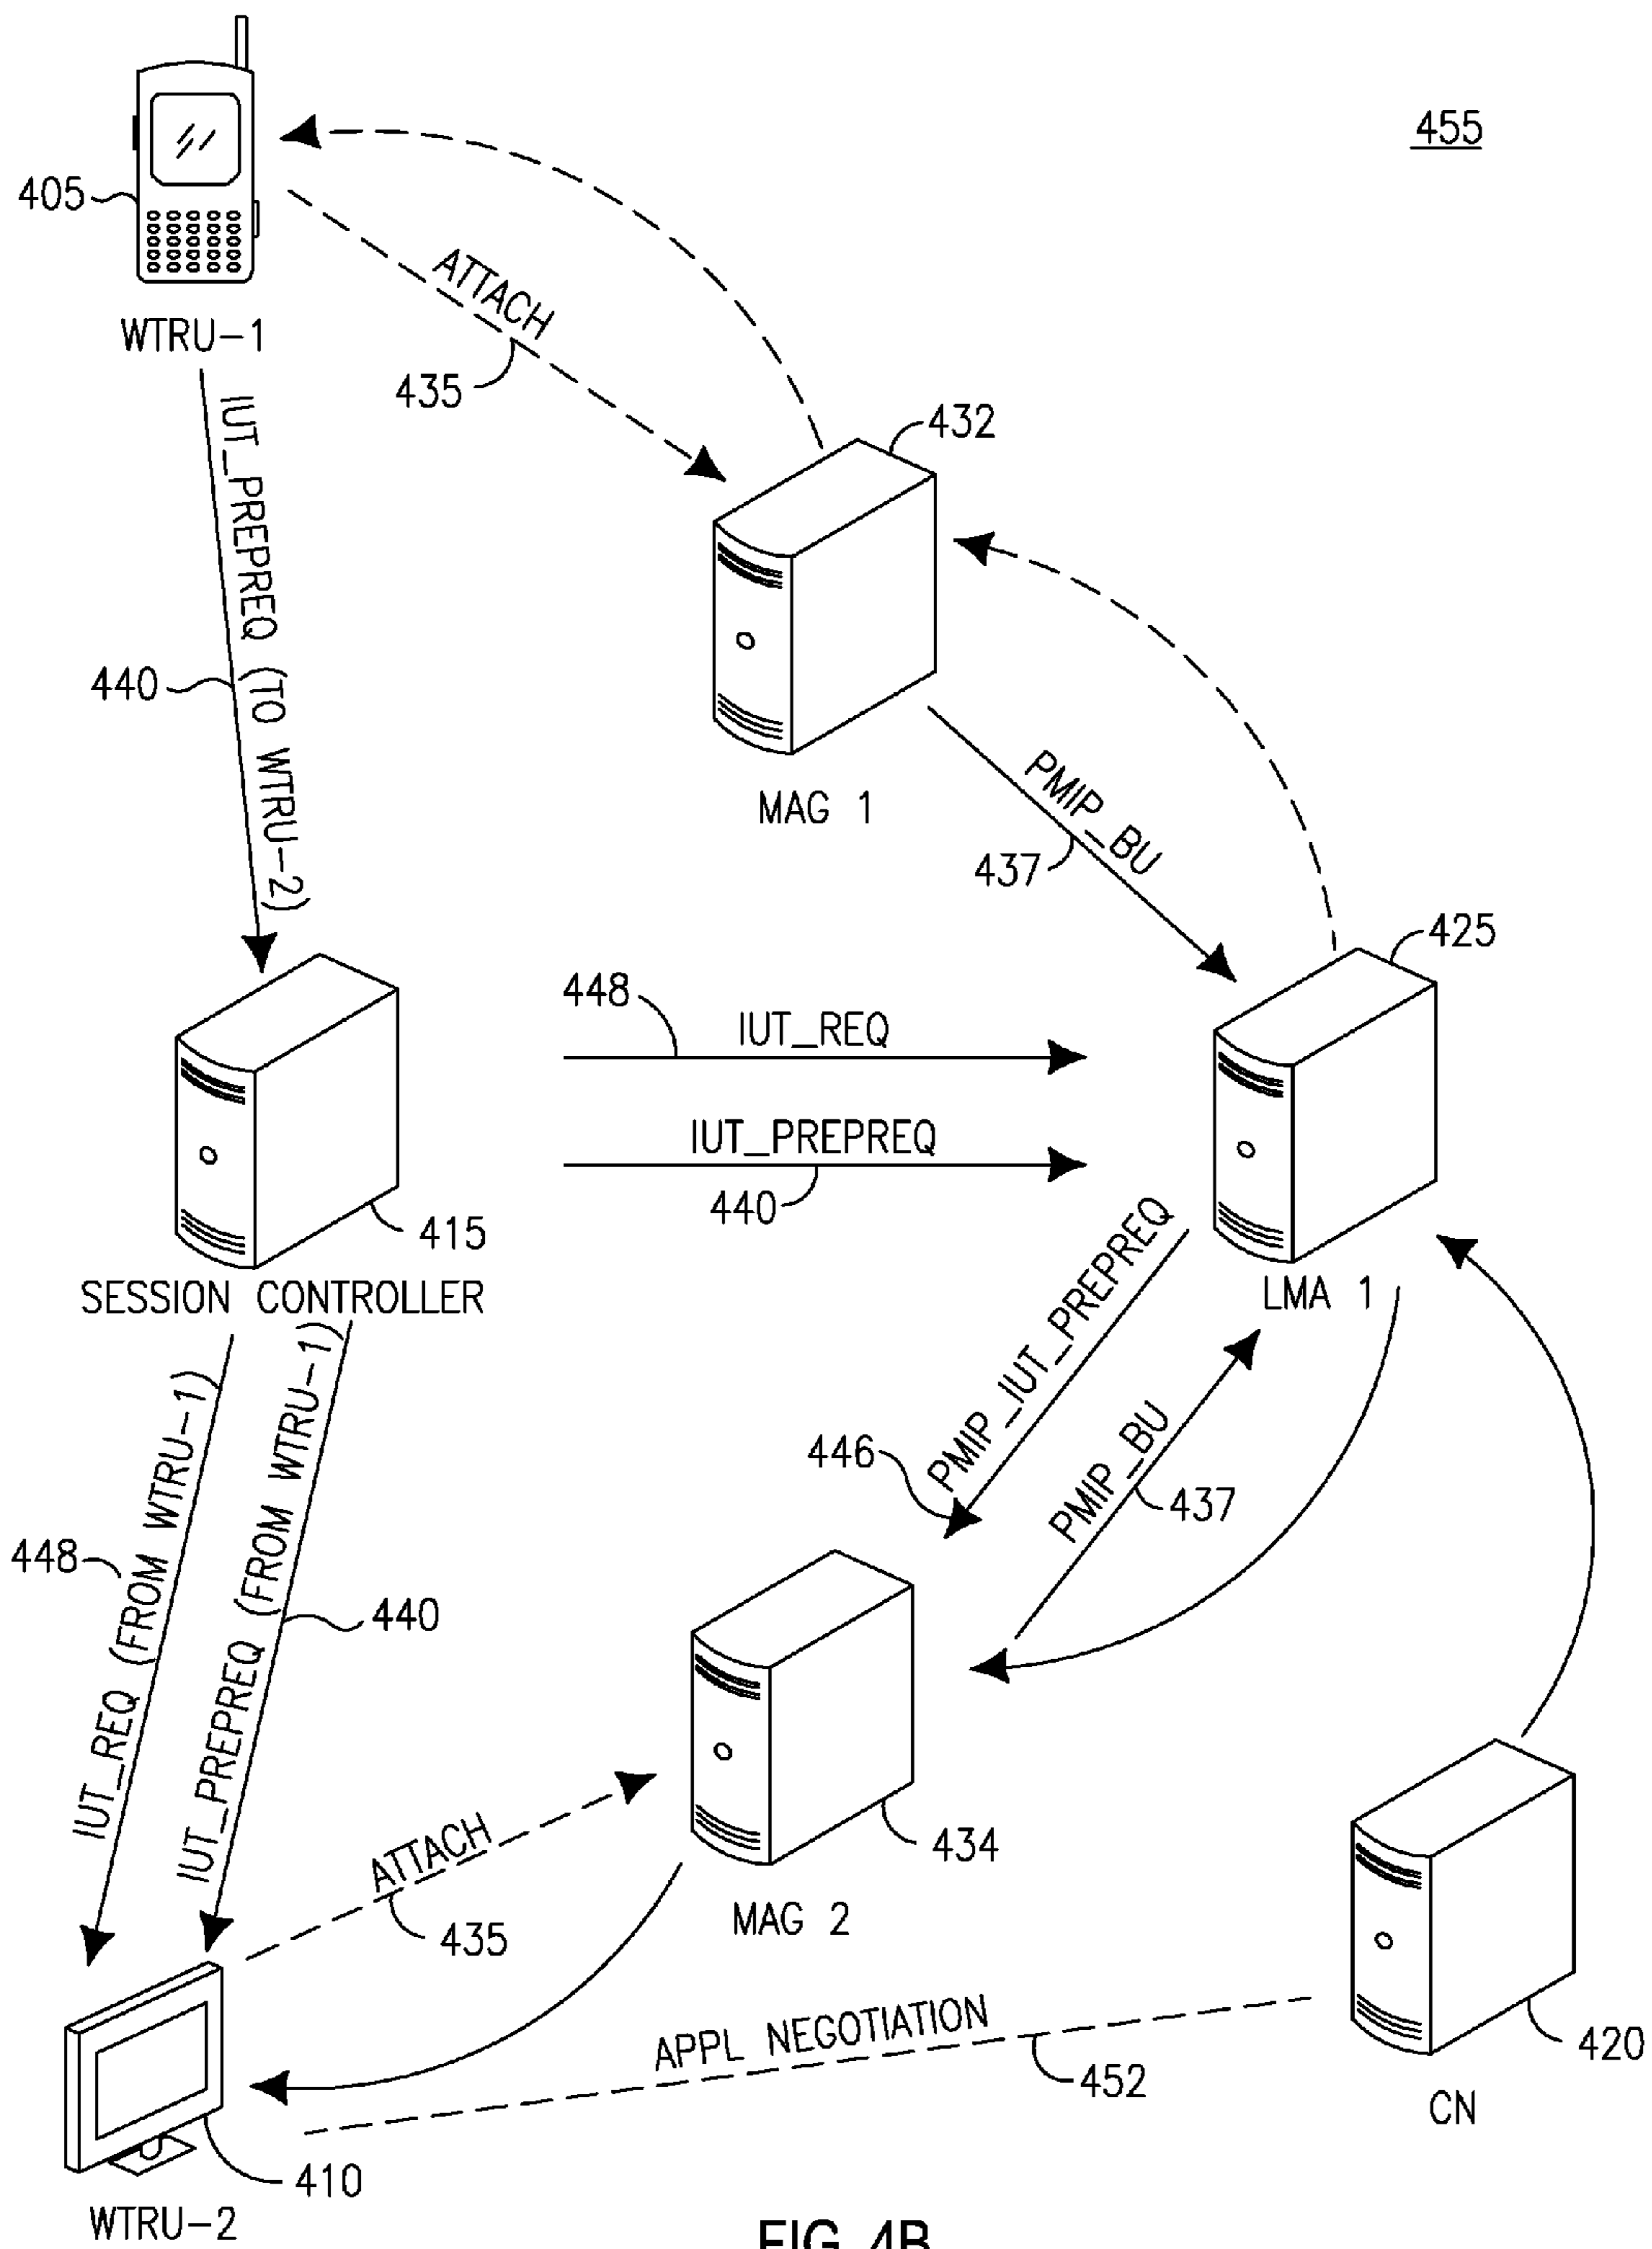 455
405
WTRU-1
ATTACH
435
432
IUT_PREPREQ (TO WTRU-2)
440
MAG 1
PMIP_BU
437
425
448
IUT_REQ
IUT_PREPREQ
440
415
SESSION CONTROLLER
LMA 1
PMIP_IUT_PREPREQ
446
PMIP_BU
437
448
IUT_REQ (FROM WTRU-1)
IUT_PREPREQ (FROM WTRU-1)
440
ATTACH
435
434
MAG 2
APPL NEGOTIATION
452
420
CN
410
WTRU-2
FIG. 4B